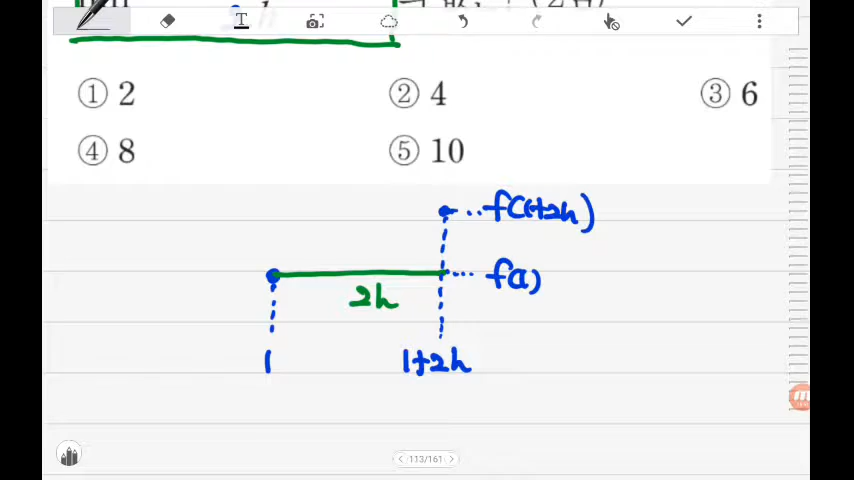 h
① 2 ② 4 ③ 6
④ 8 ⑤ 10
f(1+2h)
f(1)
2h
1 1+2h
113/161